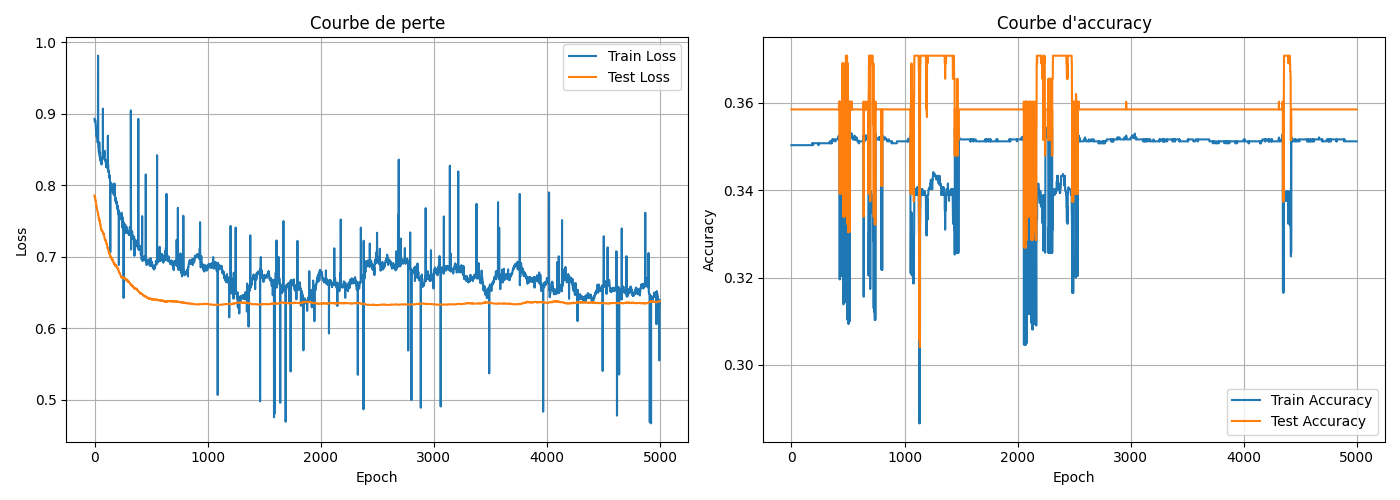 Courbe de perte
1.0
0.9
0.8
0.7
0.6
0.5
Loss
0 1000 2000 3000 4000 5000
Epoch
Train Loss
Test Loss
Courbe d'accuracy
0.36
0.34
0.32
0.30
Accuracy
0 1000 2000 3000 4000 5000
Epoch
Train Accuracy
Test Accuracy